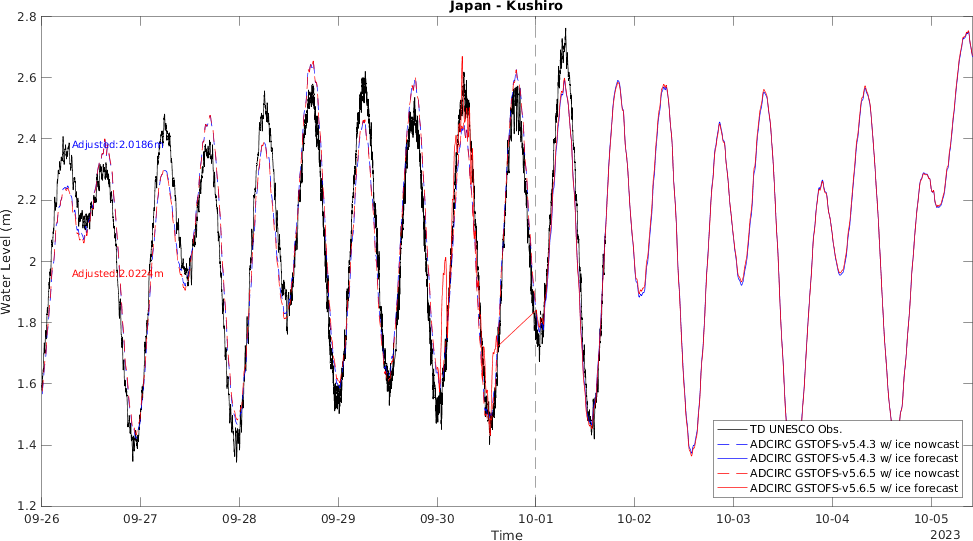 Japan - Kushiro
2.8
2.6
2.4
2.2
2
1.8
1.6
1.4
1.2
Water Level (m)
Adjusted:2.0186m
Adjusted:2.0224m
TD UNESCO Obs.
ADCIRC GSTOFS-v5.4.3 w/ ice nowcast
ADCIRC GSTOFS-v5.4.3 w/ ice forecast
ADCIRC GSTOFS-v5.6.5 w/ ice nowcast
ADCIRC GSTOFS-v5.6.5 w/ ice forecast
09-26 09-27 09-28 09-29 09-30 10-01 10-02 10-03 10-04 10-05
Time
2023